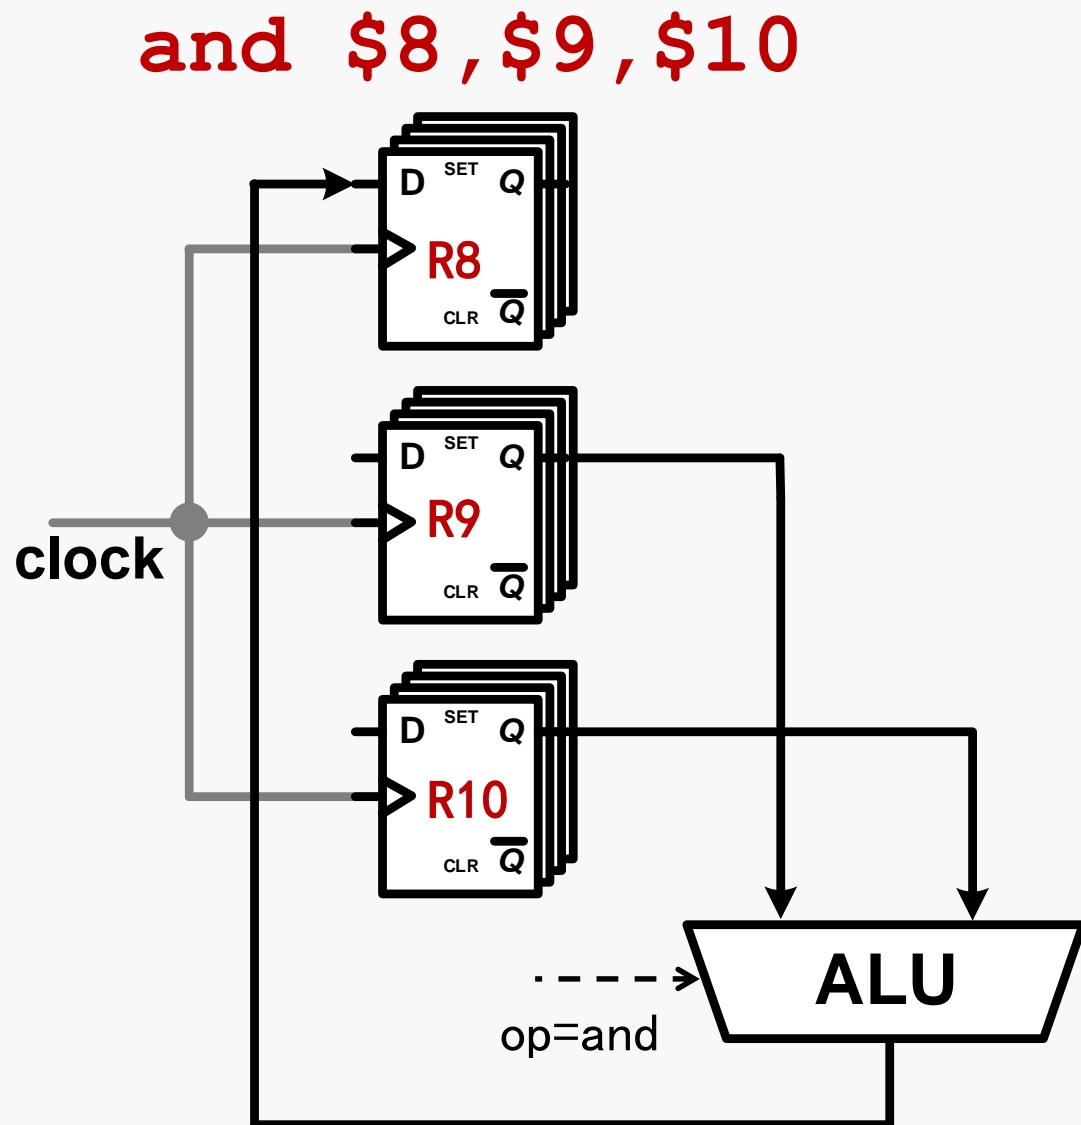 and $8,$9,$10
D SET Q
R8
CLR Q
D SET Q
R9
CLR Q
clock
D SET Q
R10
CLR Q
ALU
op=and